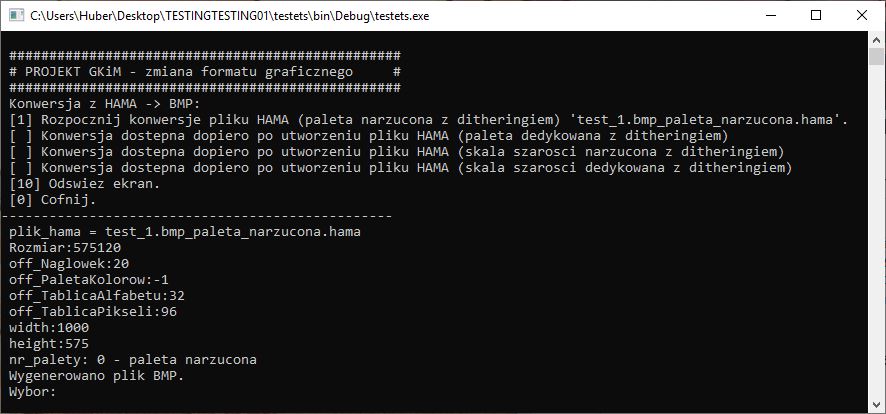 C:\Users\Huber\Desktop\TESTINGTESTING01\testets\bin\Debug\testets.exe
#################################################
# PROJEKT GKiM - zmiana formatu graficznego     #
#################################################
Konwersja z HAMA -> BMP:
[1] Rozpocznij konwersje pliku HAMA (paleta narzucona z ditheringiem) 'test_1.bmp_paleta_narzucona.hama'.
[ ] Konwersja dostepna dopiero po utworzeniu pliku HAMA (paleta dedykowana z ditheringiem)
[ ] Konwersja dostepna dopiero po utworzeniu pliku HAMA (skala szarosci narzucona z ditheringiem)
[ ] Konwersja dostepna dopiero po utworzeniu pliku HAMA (skala szarosci dedykowana z ditheringiem)
[10] Odswiez ekran.
[0] Cofnij.
-------------------------------------------------
plik_hama = test_1.bmp_paleta_narzucona.hama
Rozmiar:575120
off_Naglowek:20
off_PaletaKolorow:-1
off_TablicaAlfabetu:32
off_TablicaPikseli:96
width:1000
height:575
nr_palety: 0 - paleta narzucona
Wygenerowano plik BMP.
Wybor: